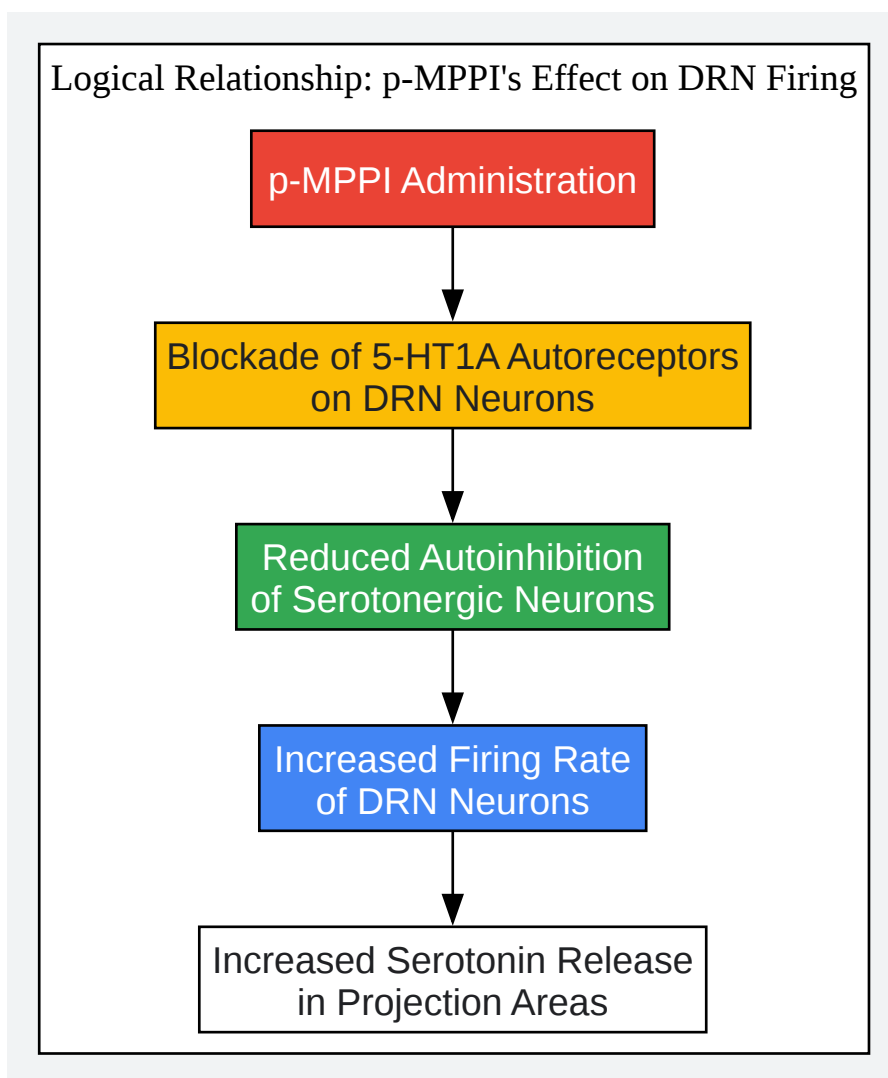 Logical Relationship: p-MPPI's Effect on DRN Firing
p-MPPI Administration
Blockade of 5-HT1A Autoreceptors
on DRN Neurons
Reduced Autoinhibition
of Serotonergic Neurons
Increased Firing Rate
of DRN Neurons
Increased Serotonin Release
in Projection Areas